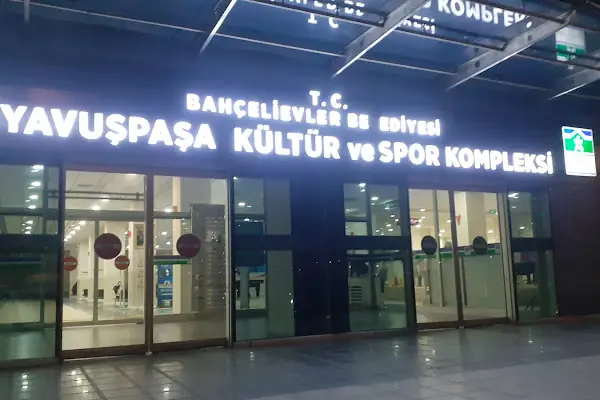 T. C.
BAHÇELİEVLER BE EDİYESİ
YAVUŞPAŞA KÜLTÜR ve SPOR KOMPLEKSİ